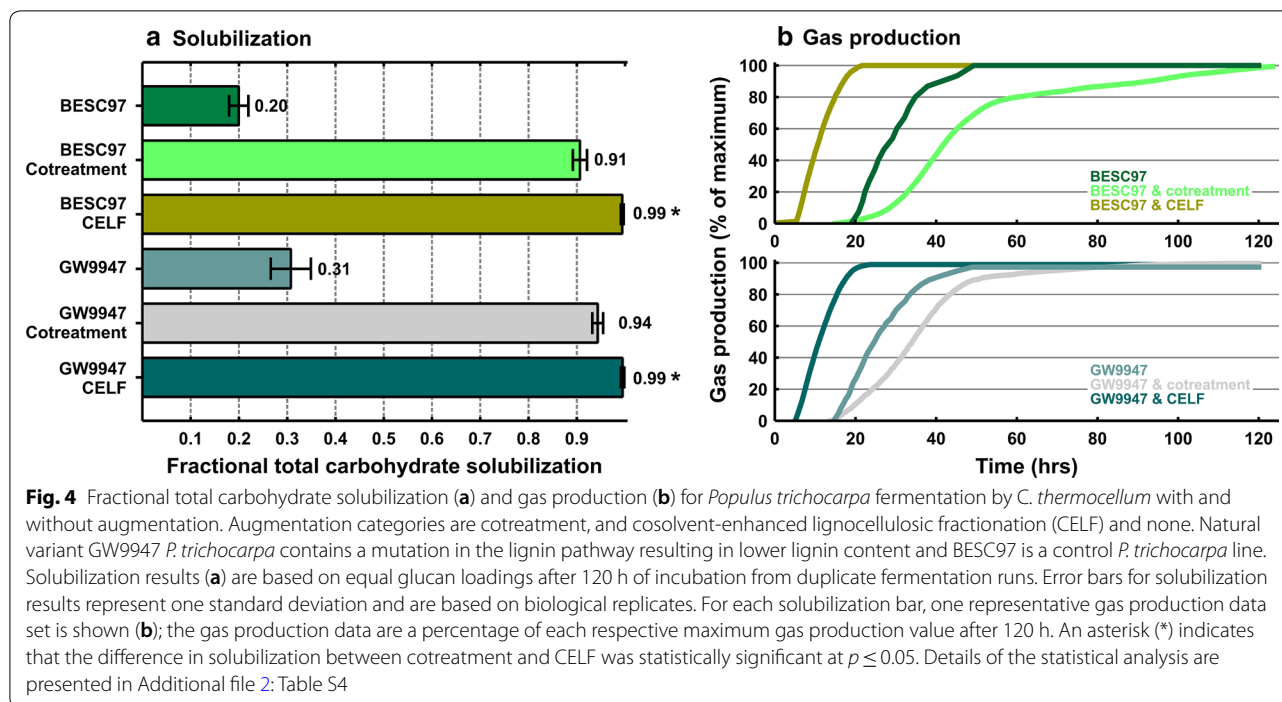 a Solubilization
BESC97
0.20
BESC97
Cotreatment
0.91
BESC97
CELF
0.99 *
GW9947
0.31
GW9947
Cotreatment
0.94
GW9947
CELF
0.99 *
0.1 0.2 0.3 0.4 0.5 0.6 0.7 0.8 0.9
Fractional total carbohydrate solubilization
b Gas production
Gas production (% of maximum)
100
80
60
40
20
0
BESC97
BESC97 & cotreatment
BESC97 & CELF
0 20 40 60 80 100 120
100
80
60
40
20
0
GW9947
GW9947 & cotreatment
GW9947 & CELF
0 20 40 60 80 100 120
Time (hrs)
Fig. 4 Fractional total carbohydrate solubilization (a) and gas production (b) for Populus trichocarpa fermentation by C. thermocellum with and
without augmentation. Augmentation categories are cotreatment, and cosolvent-enhanced lignocellulosic fractionation (CELF) and none. Natural
variant GW9947 P. trichocarpa contains a mutation in the lignin pathway resulting in lower lignin content and BESC97 is a control P. trichocarpa line.
Solubilization results (a) are based on equal glucan loadings after 120 h of incubation from duplicate fermentation runs. Error bars for solubilization
results represent one standard deviation and are based on biological replicates. For each solubilization bar, one representative gas production data
set is shown (b); the gas production data are a percentage of each respective maximum gas production value after 120 h. An asterisk (*) indicates
that the difference in solubilization between cotreatment and CELF was statistically significant at p ≤ 0.05. Details of the statistical analysis are
presented in Additional file 2: Table S4